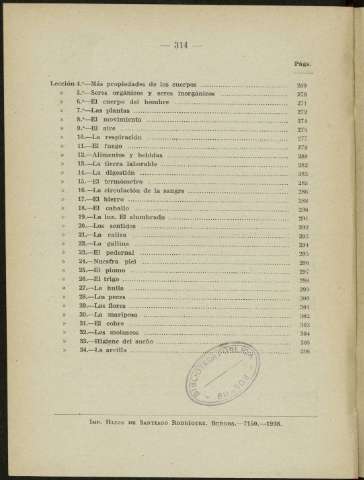 — 314 —
Págs.
Lección 4.ª—Más propiedades de los cuerpos 269
» 5.ª—Seres orgánicos y seres inorgánicos 270
» 6.ª—El cuerpo del hombre 271
» 7.ª—Las plantas 272
» 8.ª—El movimiento 274
» 9.ª—El aire 275
» 10.—La respiración 277
» 11.—El fuego 279
» 12.—Alimentos y bebidas 280
» 13.—La tierra laborable 282
» 14.—La digestión 283
» 15.—El termómetro 285
» 16.—La circulación de la sangre 286
» 17.—El hierro 288
» 18.—El caballo 289
» 19.—La luz. El alumbrado 291
» 20.—Los sentidos 292
» 21.—La caliza 293
» 22.—La gallina 294
» 23.—El pedernal 295
» 24.—Nuestra piel 296
» 25.—El plomo 297
» 26.—El trigo 298
» 27.—La hulla 299
» 28.—Los peces 300
» 29.—Las flores 301
» 30.—La mariposa 302
» 31.—El cobre 303
» 32.—Los moluscos 304
» 33.—Higiene del sueño 305
» 34.—La arcilla 306
BIBLIOTECA PUBLICA
BURGOS
Imp. Hijos de Santiago Rodríguez. Burgos.—7150.—1938.